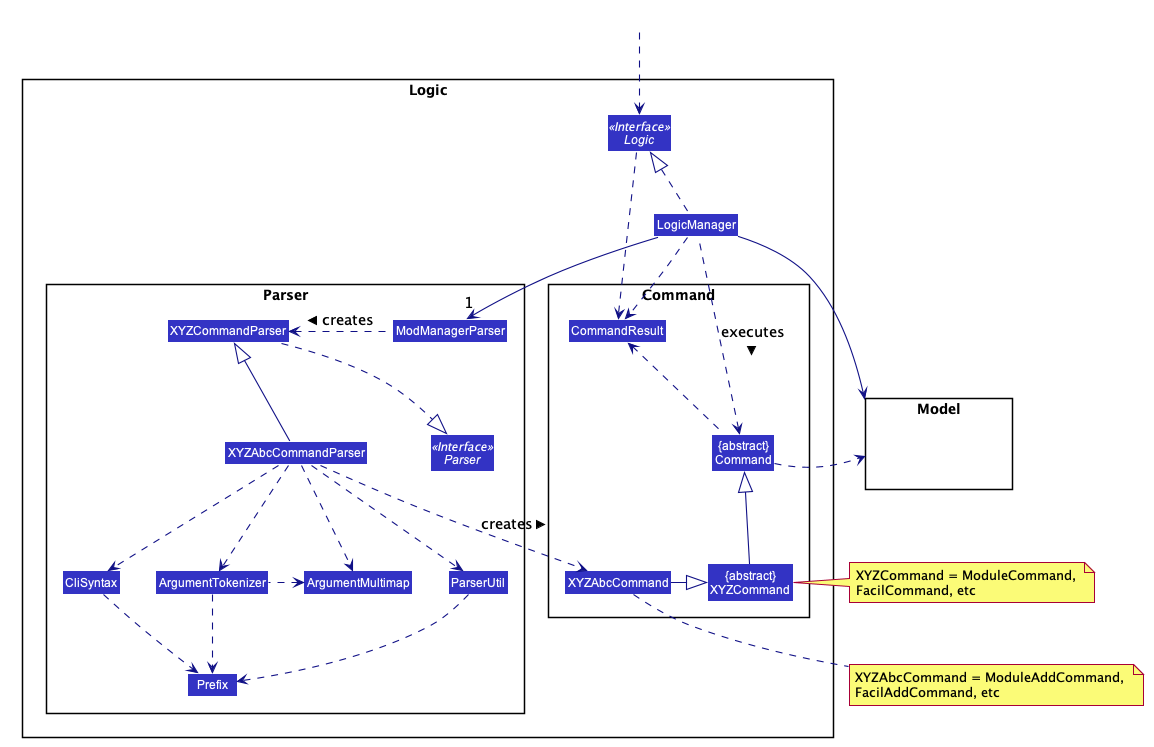 Logic
«Interface»
Logic
LogicManager
1
Parser
Command
XYZCommandParser
◄ creates
ModManagerParser
CommandResult
executes
▼
Model
XYZAbcCommandParser
«Interface»
Parser
{abstract}
Command
creates ►
CliSyntax
ArgumentTokenizer
ArgumentMultimap
ParserUtil
XYZAbcCommand
{abstract}
XYZCommand
XYZCommand = ModuleCommand,
FacilCommand, etc
Prefix
XYZAbcCommand = ModuleAddCommand,
FacilAddCommand, etc